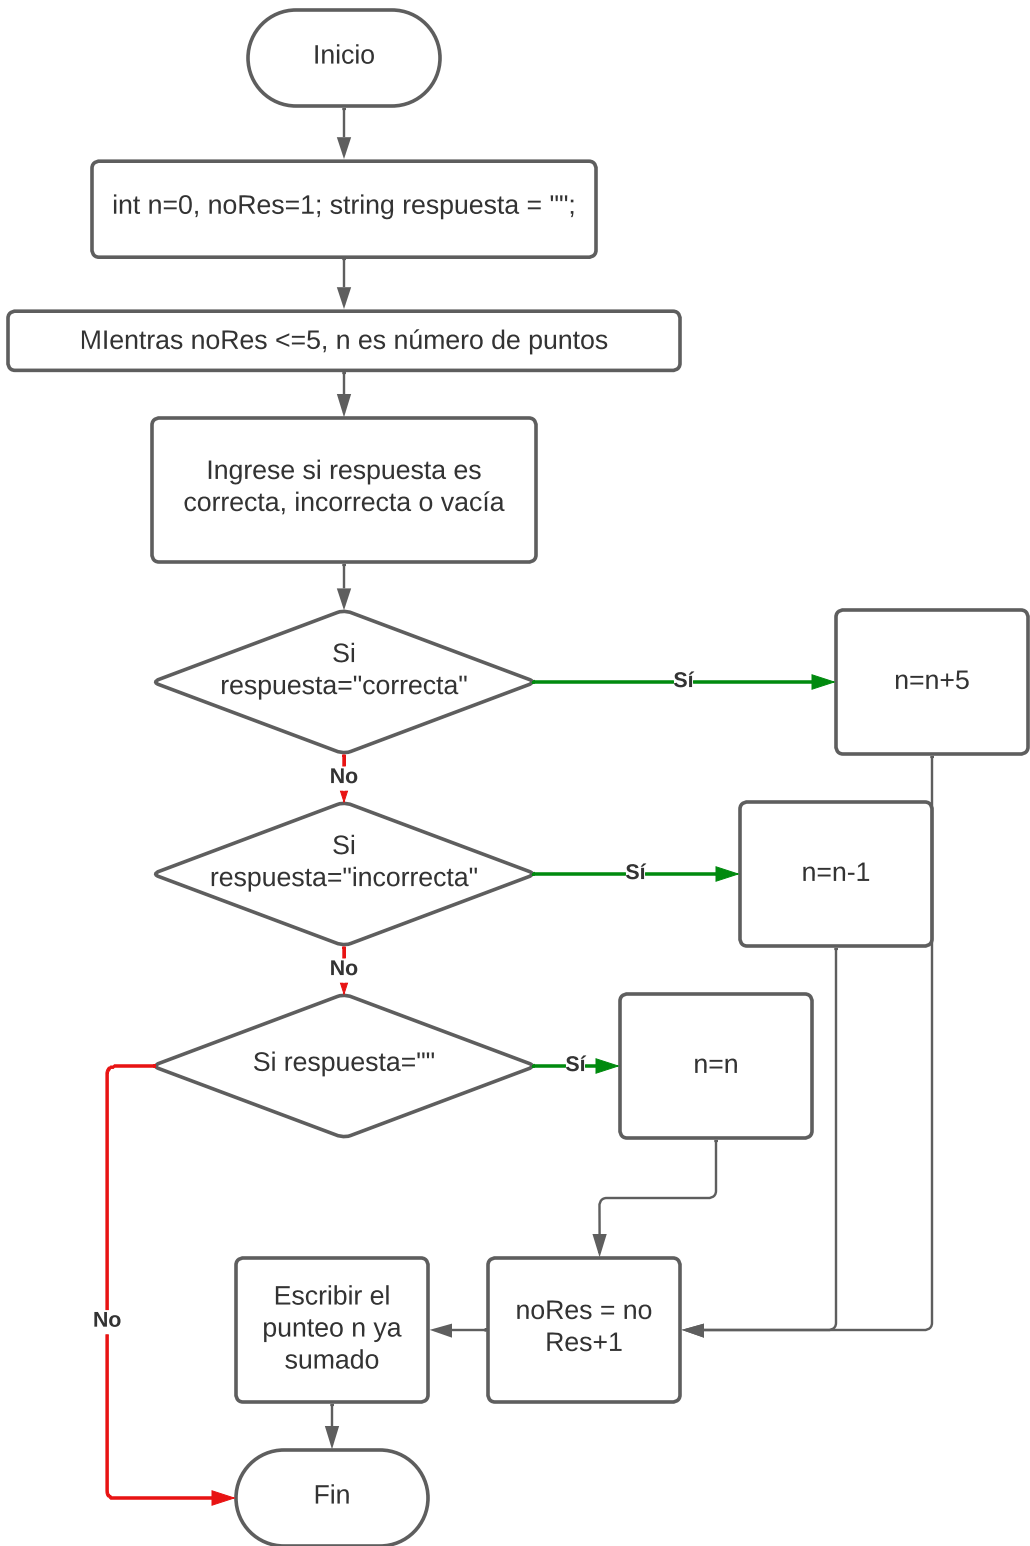 Inicio
int n=0, noRes=1; string respuesta = "";
MIentras noRes <=5, n es número de puntos
Ingrese si respuesta es
correcta, incorrecta o vacía
Si
respuesta="correcta"
Sí
n=n+5
No
Si
respuesta="incorrecta"
Sí
n=n-1
No
Si respuesta=""
Sí
n=n
No
Escribir el
punteo n ya
sumado
noRes = no
Res+1
Fin